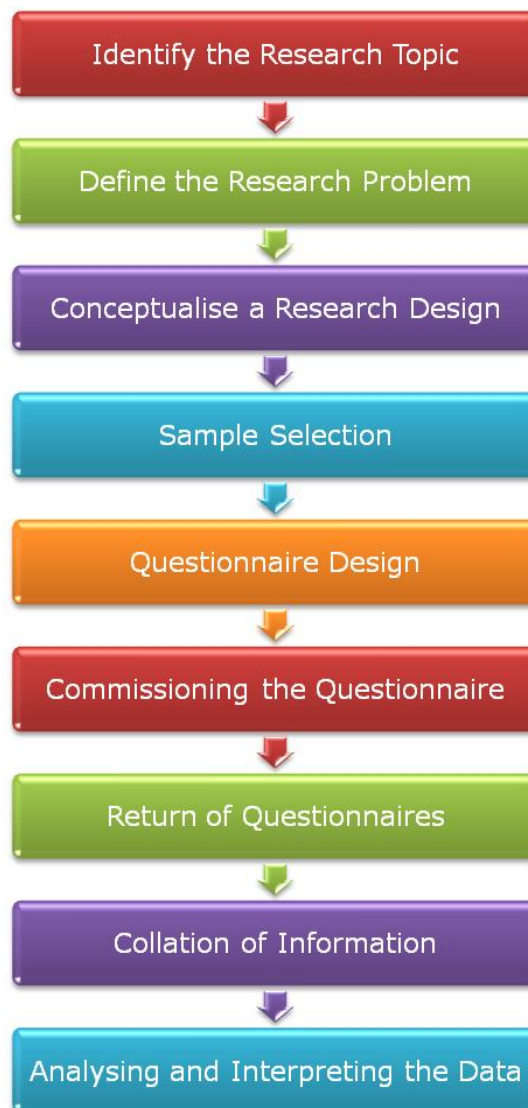 Identify the Research Topic
Define the Research Problem
Conceptualise a Research Design
Sample Selection
Questionnaire Design
Commissioning the Questionnaire
Return of Questionnaires
Collation of Information
Analysing and Interpreting the Data